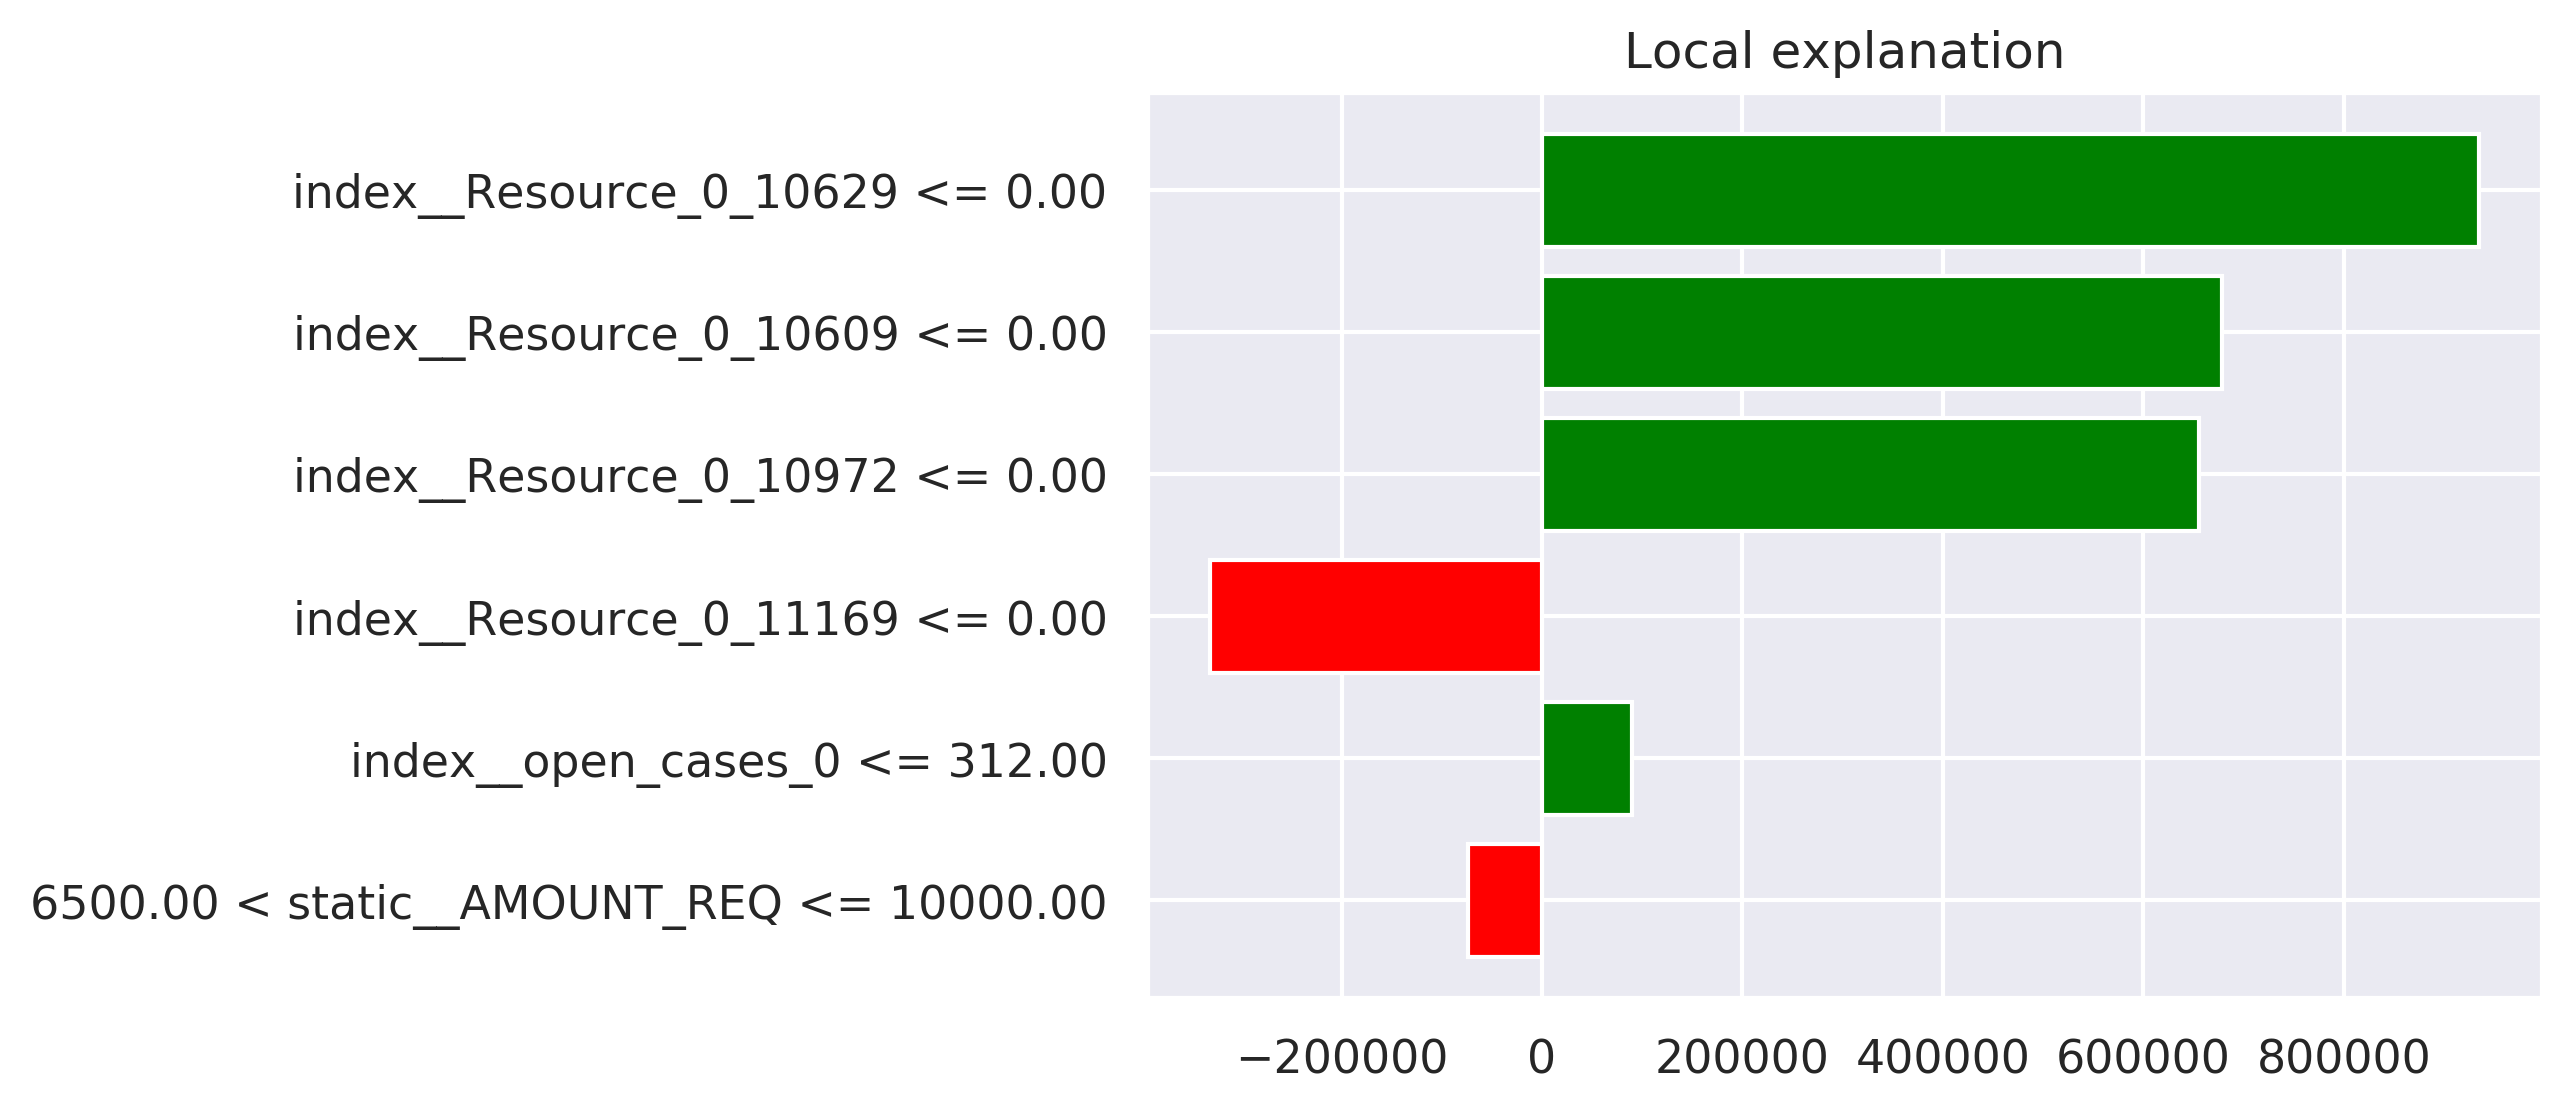 Local explanation
index__Resource_0_10629 <= 0.00
index__Resource_0_10609 <= 0.00
index__Resource_0_10972 <= 0.00
index__Resource_0_11169 <= 0.00
index__open_cases_0 <= 312.00
6500.00 < static__AMOUNT_REQ <= 10000.00
−200000 0 200000 400000 600000 800000